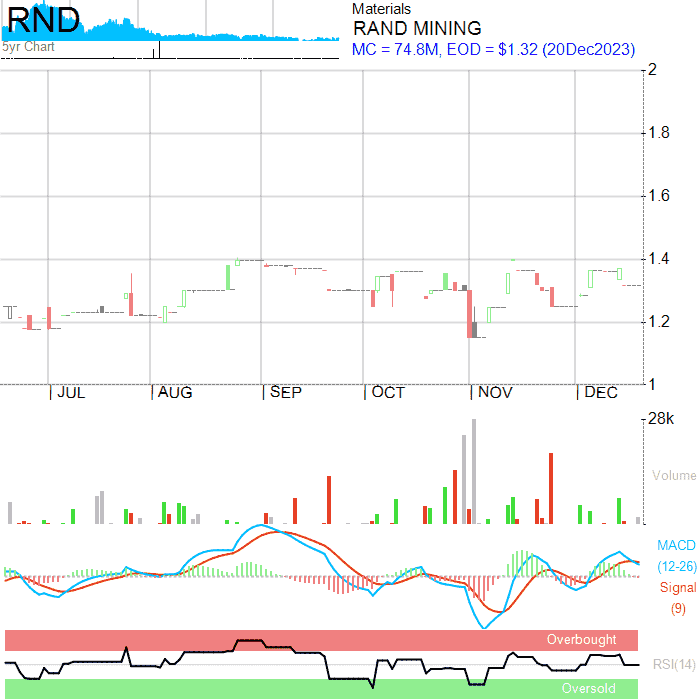 RND
5yr Chart
Materials
RAND MINING
MC = 74.8M, EOD = $1.32 (20Dec2023)
2
1.8
1.6
1.4
1.2
1
JUL AUG SEP OCT NOV DEC
28k
Volume
MACD
(12-26)
Signal
(9)
Overbought
RSI(14)
Oversold